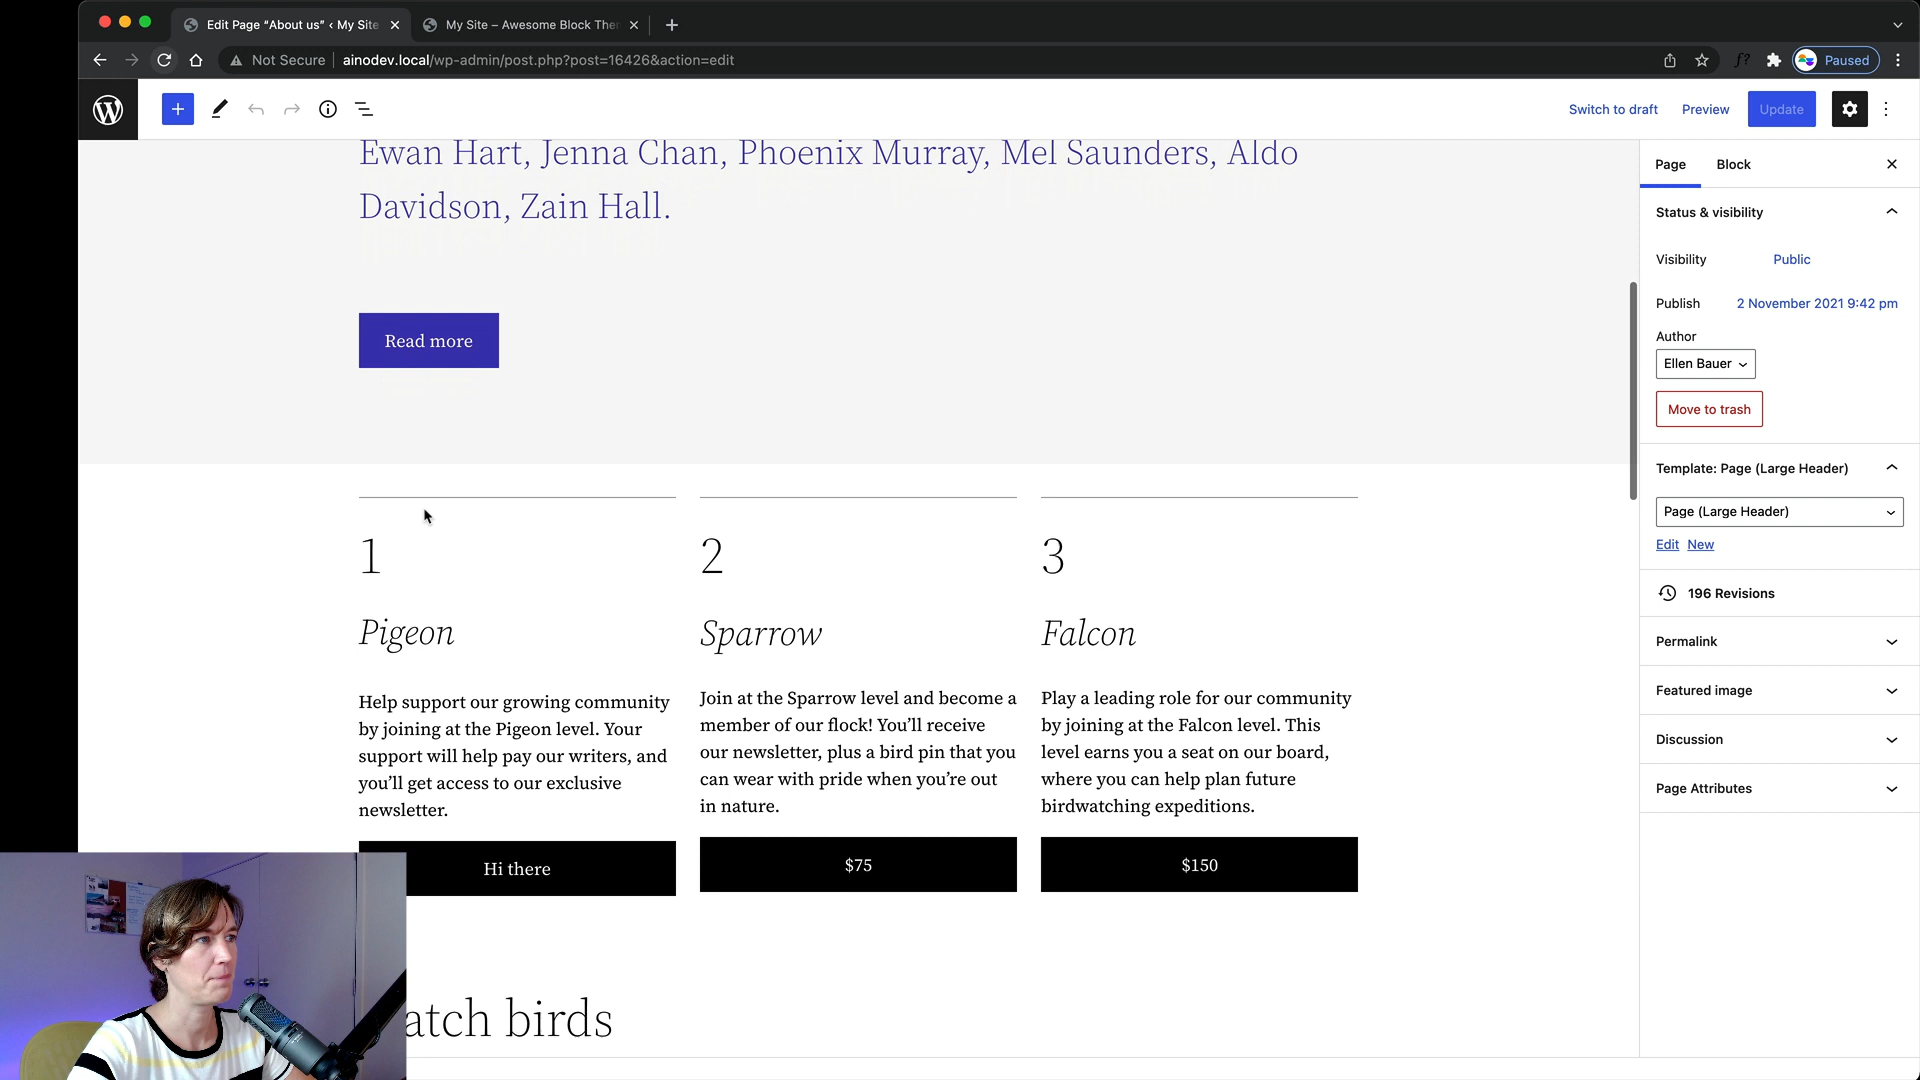 Edit Page “About us” ‹ My Site
My Site – Awesome Block The
Not Secure
ainodev.local/wp-admin/post.php?post=16426&action=edit
Paused
Switch to draft
Preview
Update
Ewan Hart, Jenna Chan, Phoenix Murray, Mel Saunders, Aldo
Davidson, Zain Hall.
Read more
1
Pigeon
Help support our growing community
by joining at the Pigeon level. Your
support will help pay our writers, and
you’ll get access to our exclusive
newsletter.
Hi there
2
Sparrow
Join at the Sparrow level and become a
member of our flock! You’ll receive
our newsletter, plus a bird pin that you
can wear with pride when you’re out
in nature.
$75
3
Falcon
Play a leading role for our community
by joining at the Falcon level. This
level earns you a seat on our board,
where you can help plan future
birdwatching expeditions.
$150
atch birds
Page
Block
Status & visibility
Visibility
Public
Publish
2 November 2021 9:42 pm
Author
Ellen Bauer
Move to trash
Template: Page (Large Header)
Page (Large Header)
Edit New
196 Revisions
Permalink
Featured image
Discussion
Page Attributes